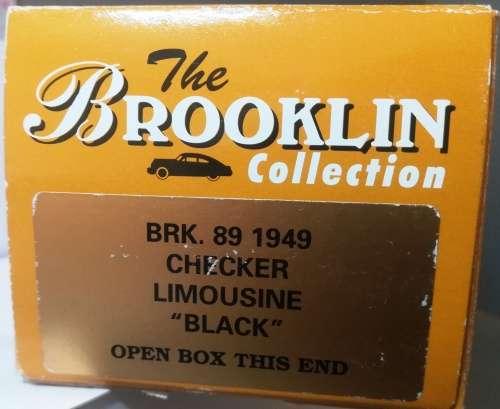 The
BROOKLIN
Collection
BRK. 89 1949
CHECKER
LIMOUSINE
"BLACK"
OPEN BOX THIS END